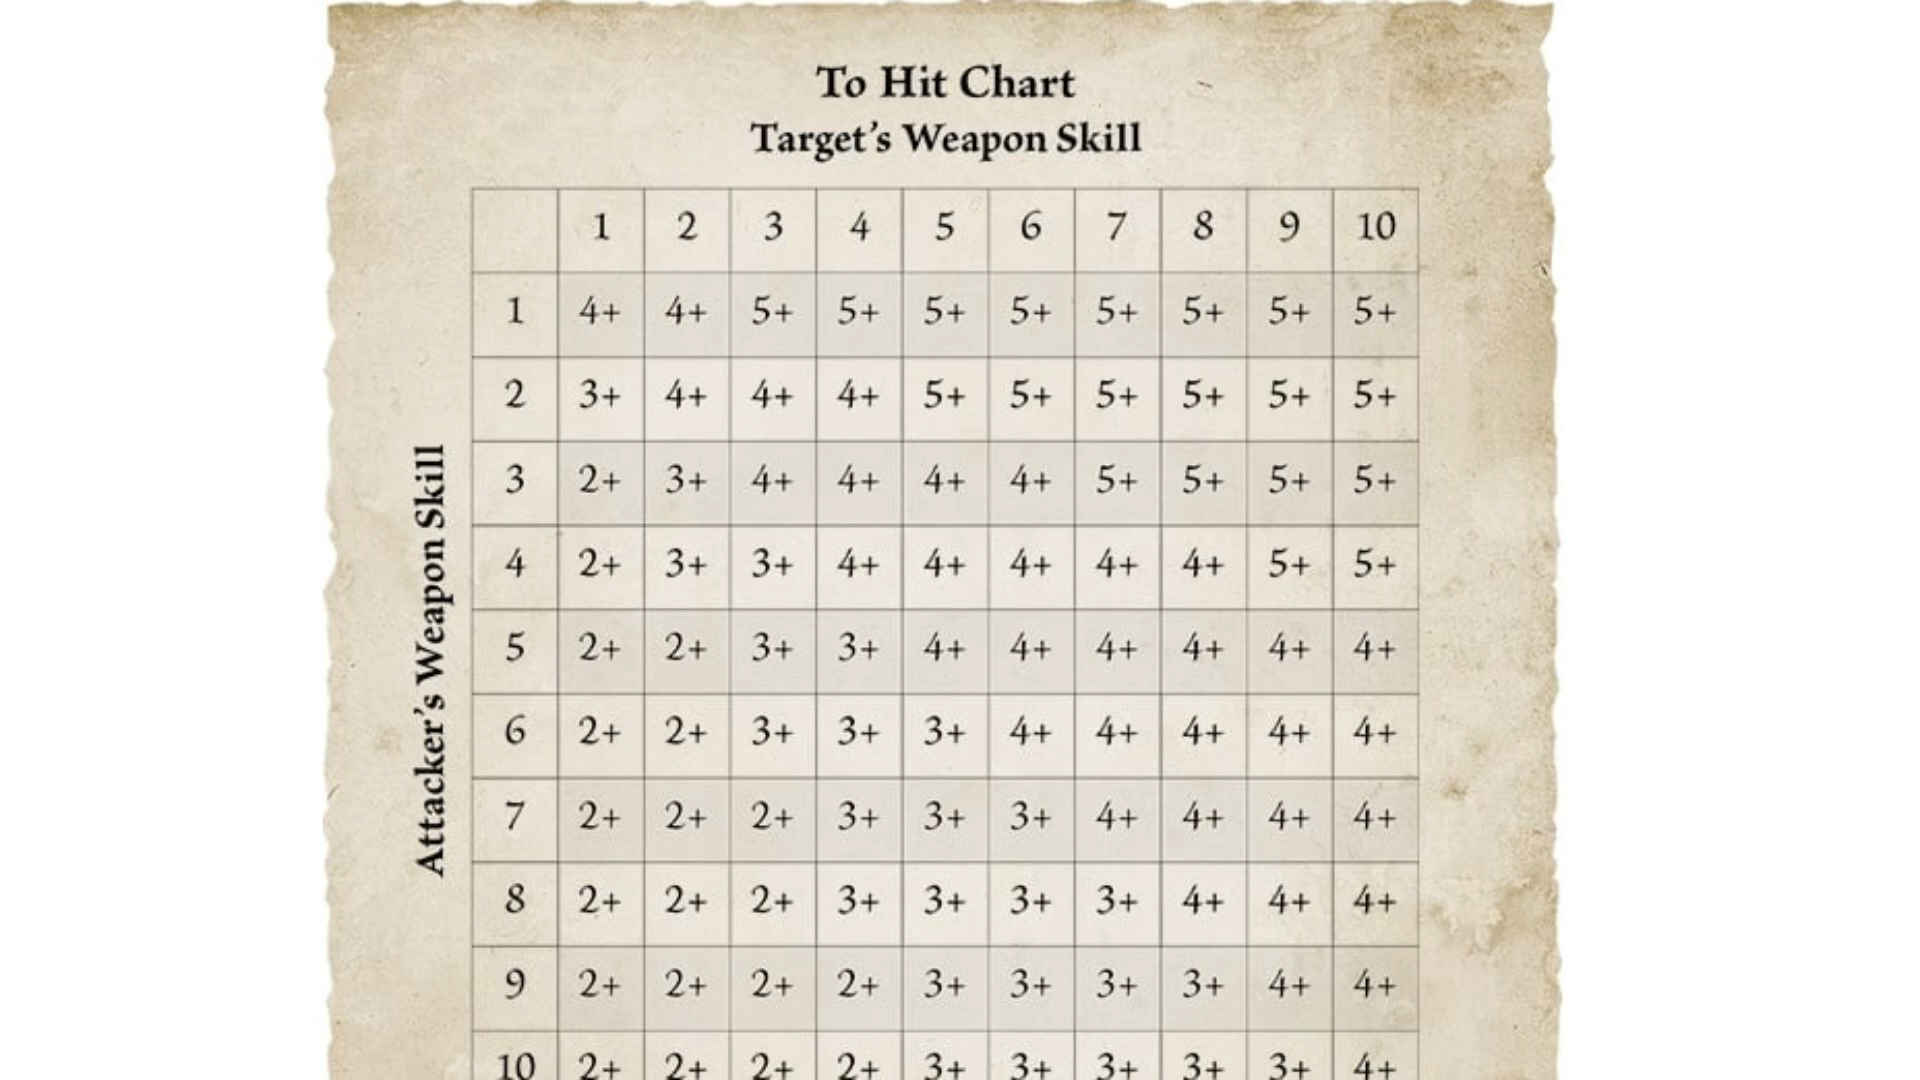 To Hit Chart
Target's Weapon Skill
Attacker's Weapon Skill
1 2 3 4 5 6 7 8 9 10
1 4+ 4+ 5+ 5+ 5+ 5+ 5+ 5+ 5+ 5+
2 3+ 4+ 4+ 4+ 5+ 5+ 5+ 5+ 5+ 5+
3 2+ 3+ 4+ 4+ 4+ 4+ 5+ 5+ 5+ 5+
4 2+ 3+ 3+ 4+ 4+ 4+ 4+ 4+ 5+ 5+
5 2+ 2+ 3+ 3+ 4+ 4+ 4+ 4+ 4+ 4+
6 2+ 2+ 3+ 3+ 3+ 4+ 4+ 4+ 4+ 4+
7 2+ 2+ 2+ 3+ 3+ 3+ 4+ 4+ 4+ 4+
8 2+ 2+ 2+ 3+ 3+ 3+ 3+ 4+ 4+ 4+
9 2+ 2+ 2+ 2+ 3+ 3+ 3+ 3+ 4+ 4+
10 2+ 2+ 2+ 2+ 3+ 3+ 3+ 3+ 3+ 4+